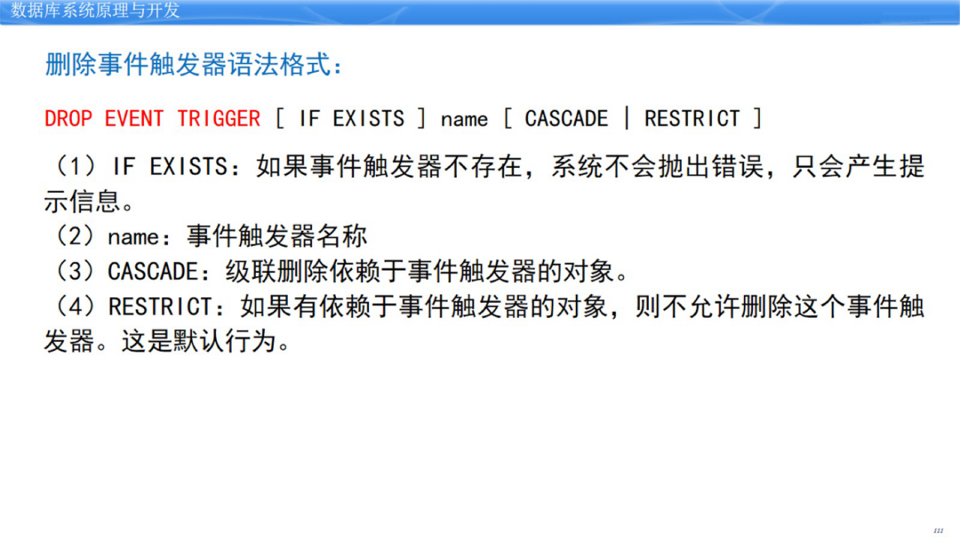 数据库系统原理与开发
删除事件触发器语法格式：
DROP EVENT TRIGGER [ IF EXISTS ] name [ CASCADE | RESTRICT ]
（1）IF EXISTS：如果事件触发器不存在，系统不会抛出错误，只会产生提
示信息。
（2）name：事件触发器名称
（3）CASCADE：级联删除依赖于事件触发器的对象。
（4）RESTRICT：如果有依赖于事件触发器的对象，则不允许删除这个事件触
发器。这是默认行为。